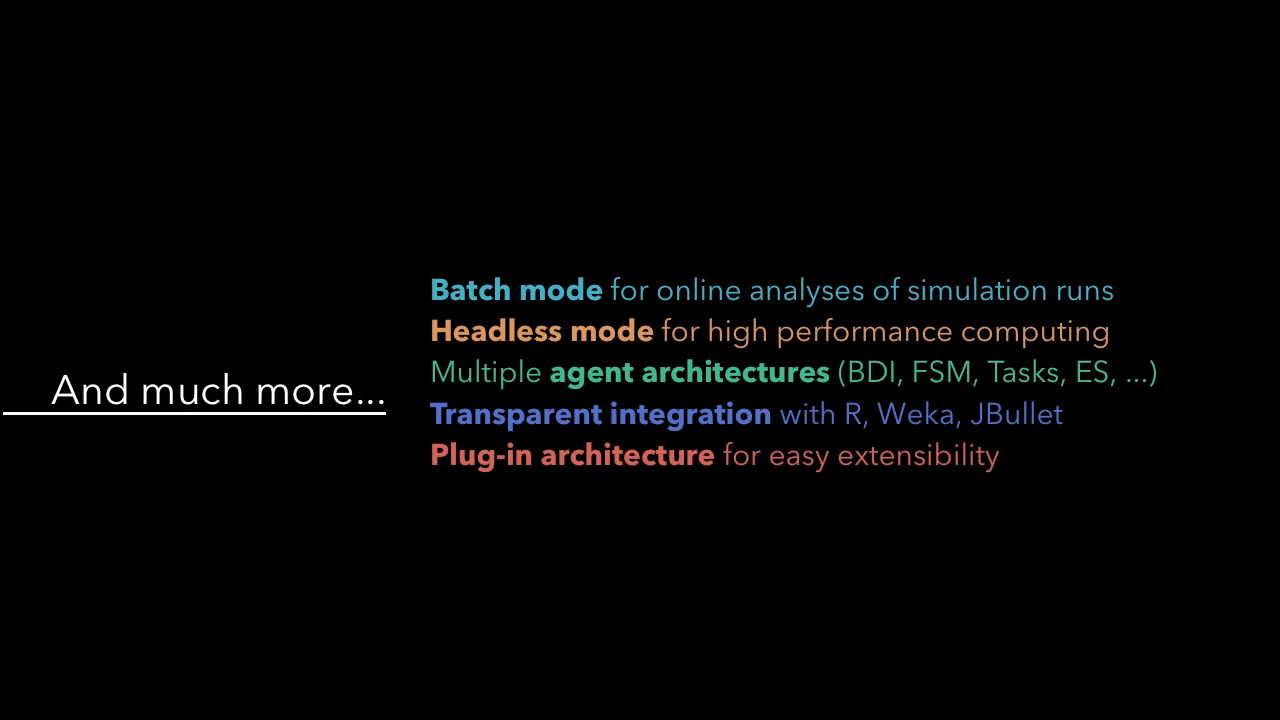 And much more...
Batch mode for online analyses of simulation runs
Headless mode for high performance computing
Multiple agent architectures (BDI, FSM, Tasks, ES, ...)
Transparent integration with R, Weka, JBullet
Plug-in architecture for easy extensibility